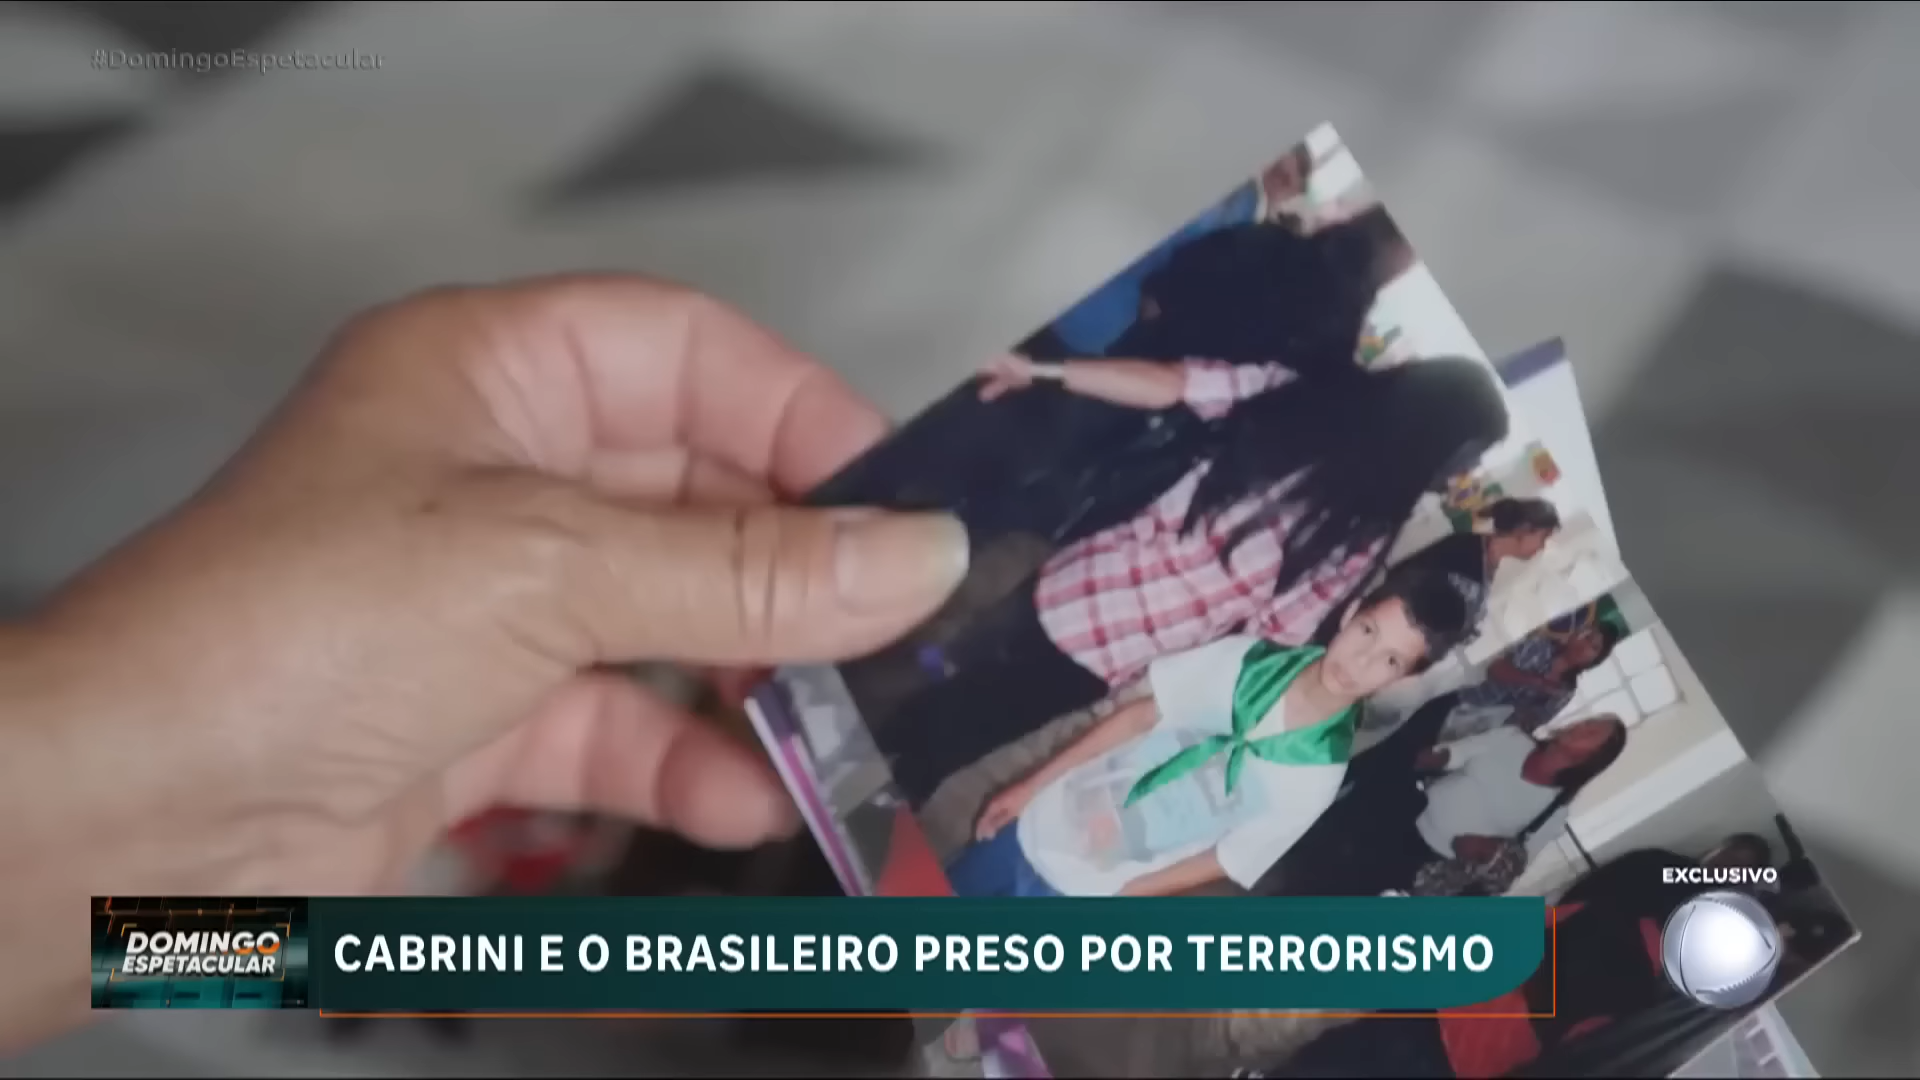 #DomingoEspetacular
EXCLUSIVO
DOMINGO
ESPETACULAR
CABRINI E O BRASILEIRO PRESO POR TERRORISMO